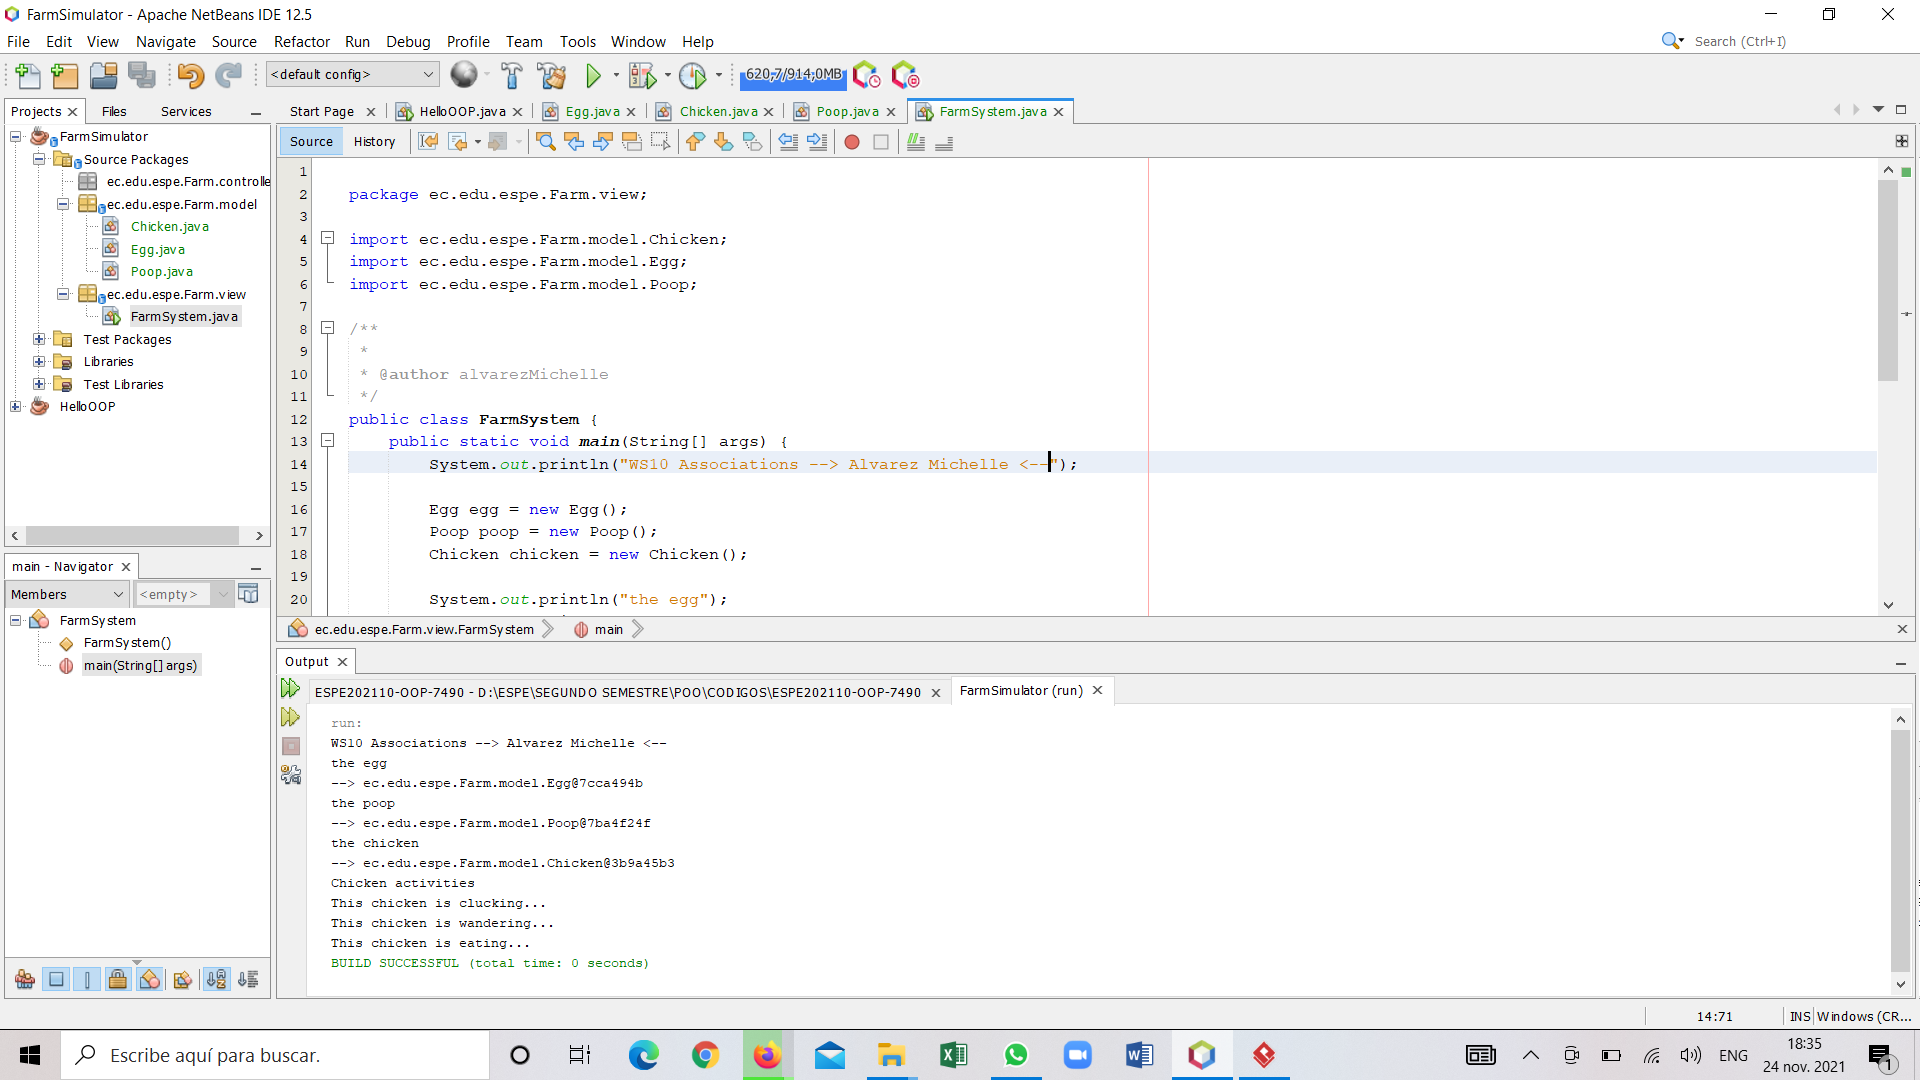 FarmSimulator - Apache NetBeans IDE 12.5
File Edit View Navigate Source Refactor Run Debug Profile Team Tools Window Help
Search (Ctrl+I)
<default config>
620,7/914,0MB
Projects Files Services
Start Page HelloOOP.java Egg.java Chicken.java Poop.java FarmSystem.java
Source History
FarmSimulator
Source Packages
ec.edu.espe.Farm.controlle
ec.edu.espe.Farm.model
Chicken.java
Egg.java
Poop.java
ec.edu.espe.Farm.view
FarmSystem.java
Test Packages
Libraries
Test Libraries
HelloOOP
1
2 package ec.edu.espe.Farm.view;
3
4 import ec.edu.espe.Farm.model.Chicken;
5 import ec.edu.espe.Farm.model.Egg;
6 import ec.edu.espe.Farm.model.Poop;
7
8 /**
9 *
10 * @author alvarezMichelle
11 */
12 public class FarmSystem {
13 public static void main(String[] args) {
14 System.out.println("WS10 Associations --> Alvarez Michelle <--");
15
16 Egg egg = new Egg();
17 Poop poop = new Poop();
18 Chicken chicken = new Chicken();
19
20 System.out.println("the egg");
ec.edu.espe.Farm.view.FarmSystem main
main - Navigator
Members <empty>
FarmSystem
FarmSystem()
main(String[] args)
Output
ESPE202110-OOP-7490 - D:\ESPE\SEGUNDO SEMESTRE\POO\CODIGOS\ESPE202110-OOP-7490 FarmSimulator (run)
run:
WS10 Associations --> Alvarez Michelle <--
the egg
--> ec.edu.espe.Farm.model.Egg@7cca494b
the poop
--> ec.edu.espe.Farm.model.Poop@7ba4f24f
the chicken
--> ec.edu.espe.Farm.model.Chicken@3b9a45b3
Chicken activities
This chicken is clucking...
This chicken is wandering...
This chicken is eating...
BUILD SUCCESSFUL (total time: 0 seconds)
14:71 INS Windows (CR...
Escribe aquí para buscar.
ENG
18:35
24 nov. 2021
1